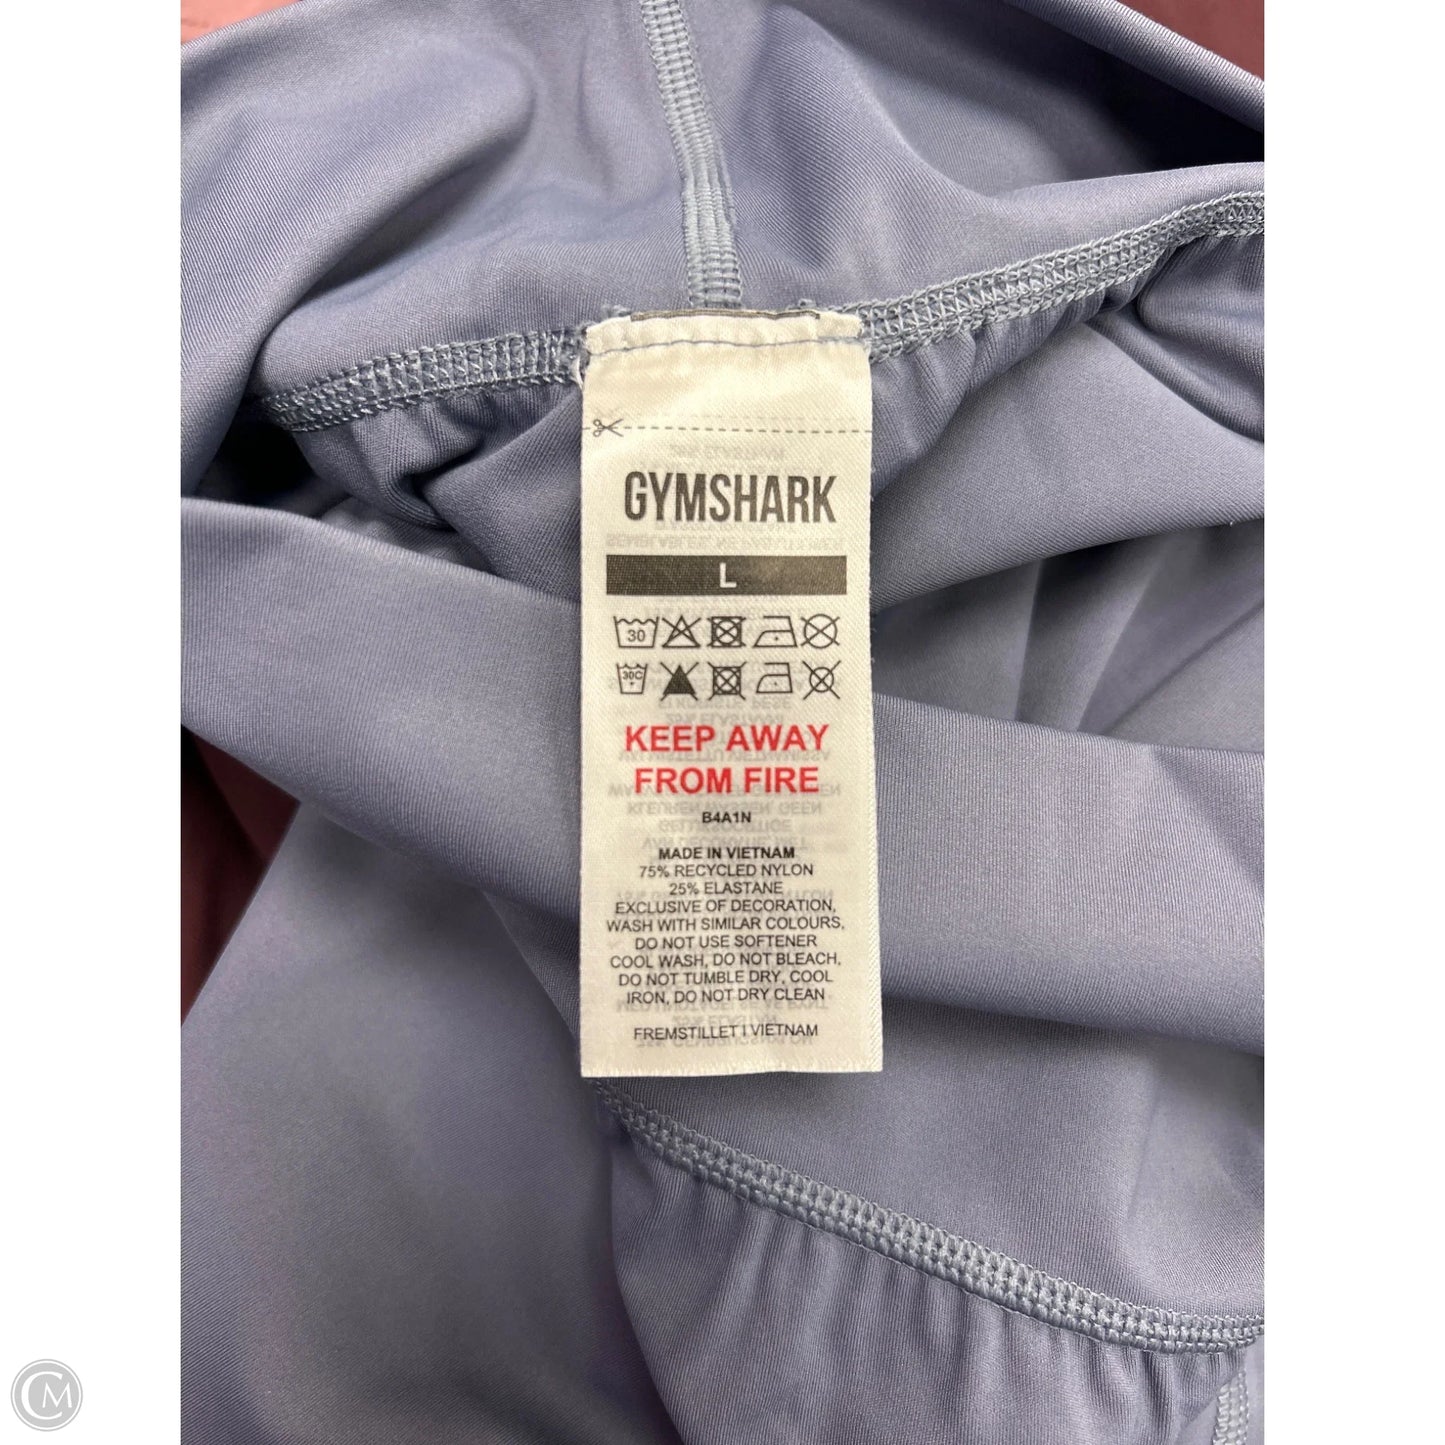 GYMSHARK
L
30
30C
KEEP AWAY
FROM FIRE
B4A1N
MADE IN VIETNAM
75% RECYCLED NYLON
25% ELASTANE
EXCLUSIVE OF DECORATION,
WASH WITH SIMILAR COLOURS,
DO NOT USE SOFTENER
COOL WASH, DO NOT BLEACH,
DO NOT TUMBLE DRY, COOL
IRON, DO NOT DRY CLEAN
FREMSTILLET I VIETNAM
CM